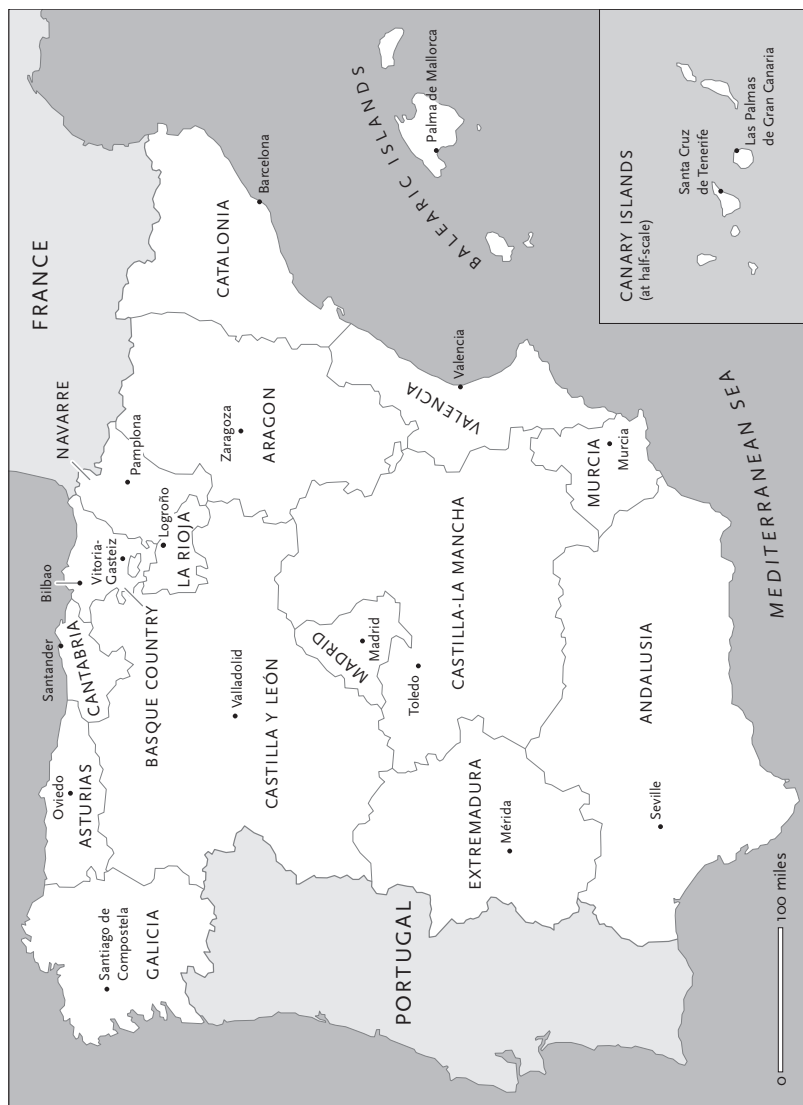 FRANCE
NAVARRE
Bilbao
Santander
Oviedo
ASTURIAS
CANTABRIA
Vitoria-
Gasteiz
BASQUE COUNTRY
Pamplona
Logroño
LA RIOJA
Santiago de
Compostela
GALICIA
Valladolid
CASTILLA Y LEÓN
Zaragoza
ARAGON
CATALONIA
Barcelona
BALEARIC ISLANDS
Palma de Mallorca
MADRID
Madrid
Toledo
CASTILLA-LA MANCHA
VALENCIA
Valencia
PORTUGAL
EXTREMADURA
Mérida
MURCIA
Murcia
ANDALUSIA
Seville
MEDITERRANEAN SEA
CANARY ISLANDS
(at half-scale)
Santa Cruz
de Tenerife
Las Palmas
de Gran Canaria
0 100 miles